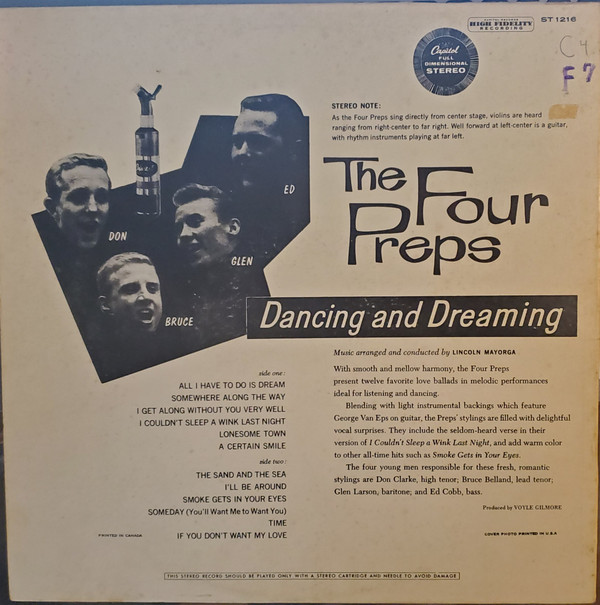 CAPITOL RECORDS
HIGH FIDELITY
RECORDING
ST 1216
Capitol
FULL
DIMENSIONAL
STEREO
C4
F7
STEREO NOTE:
As the Four Preps sing directly from center stage, violins are heard
ranging from right-center to far right. Well forward at left-center is a guitar,
with rhythm instruments playing at far left.
The Four
Preps
ED
DON
GLEN
BRUCE
Dancing and Dreaming
Music arranged and conducted by LINCOLN MAYORGA
With smooth and mellow harmony, the Four Preps
present twelve favorite love ballads in melodic performances
ideal for listening and dancing.
Blending with light instrumental backings which feature
George Van Eps on guitar, the Preps' stylings are filled with delightful
vocal surprises. They include the seldom-heard verse in their
version of I Couldn't Sleep a Wink Last Night, and add warm color
to other all-time hits such as Smoke Gets in Your Eyes.
The four young men responsible for these fresh, romantic
stylings are Don Clarke, high tenor; Bruce Belland, lead tenor;
Glen Larson, baritone; and Ed Cobb, bass.
Produced by VOYLE GILMORE
side one:
ALL I HAVE TO DO IS DREAM
SOMEWHERE ALONG THE WAY
I GET ALONG WITHOUT YOU VERY WELL
I COULDN'T SLEEP A WINK LAST NIGHT
LONESOME TOWN
A CERTAIN SMILE
side two:
THE SAND AND THE SEA
I'LL BE AROUND
SMOKE GETS IN YOUR EYES
SOMEDAY (You'll Want Me to Want You)
TIME
IF YOU DON'T WANT MY LOVE
PRINTED IN CANADA
COVER PHOTO PRINTED IN U.S.A
THIS STEREO RECORD SHOULD BE PLAYED ONLY WITH A STEREO CARTRIDGE AND NEEDLE TO AVOID DAMAGE